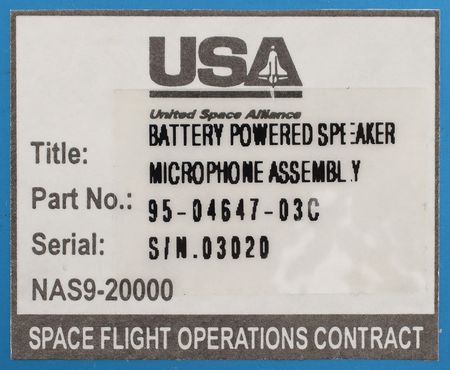 USA
United Space Alliance
Title: BATTERY POWERED SPEAKER
MICROPHONE ASSEMBLY
Part No.: 95-04647-03C
Serial: S/N.03020
NAS9-20000
SPACE FLIGHT OPERATIONS CONTRACT